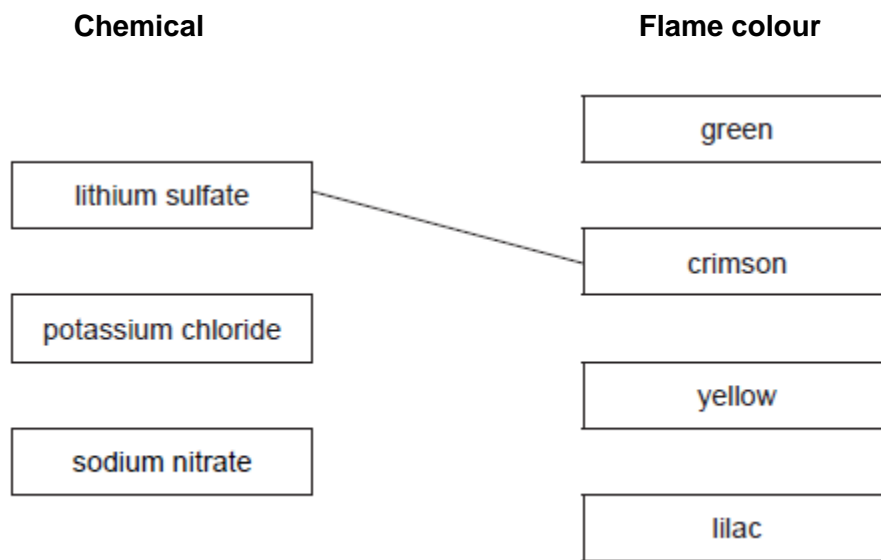 Chemical
Flame colour
green
lithium sulfate
crimson
potassium chloride
yellow
sodium nitrate
lilac